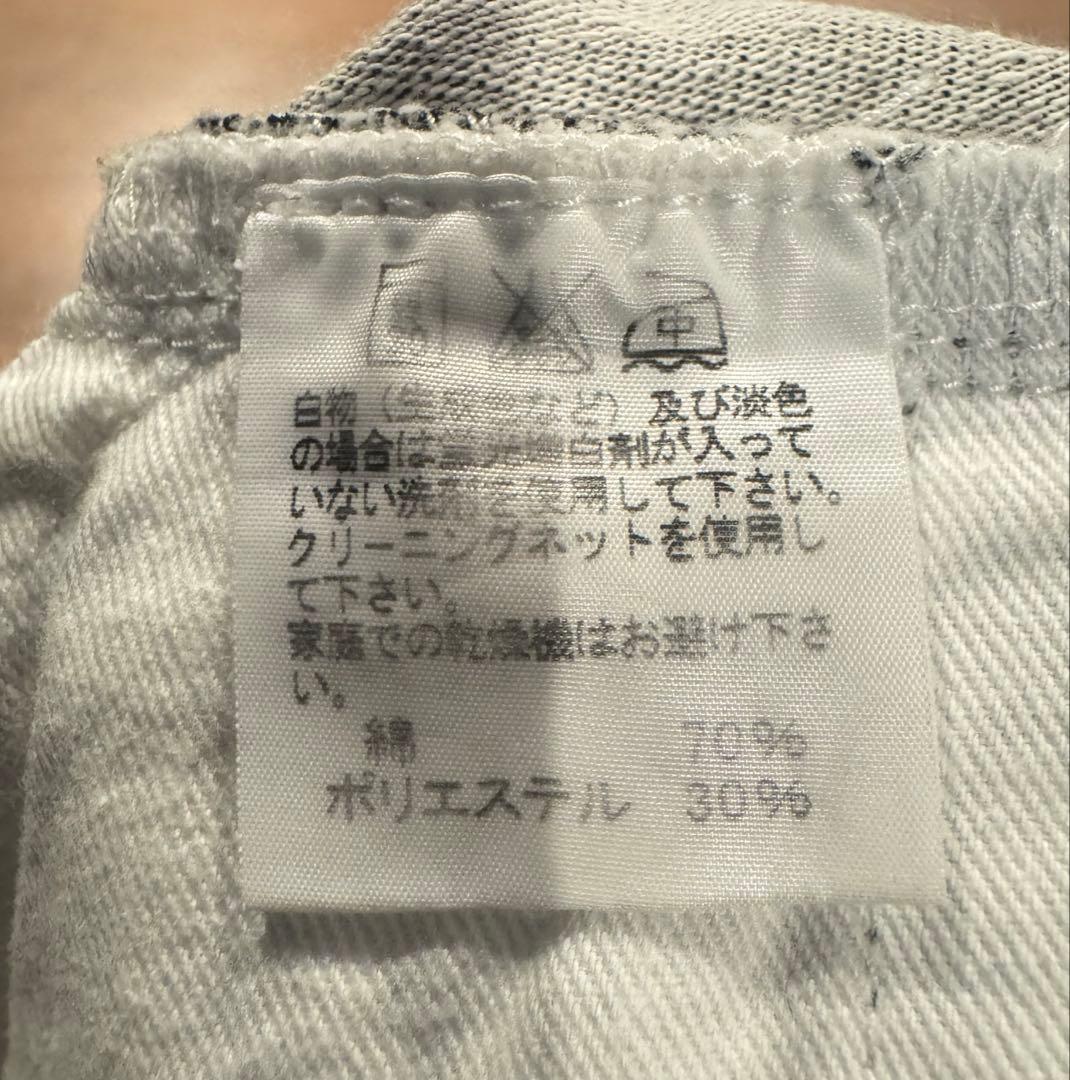 中
白物(生成りなど)及び淡色
の場合は蛍光増白剤が入って
いない洗剤を使用して下さい。
クリーニングネットを使用し
て下さい。
家庭での乾燥機はお避け下さ
い。
綿 70%
ポリエステル 30%